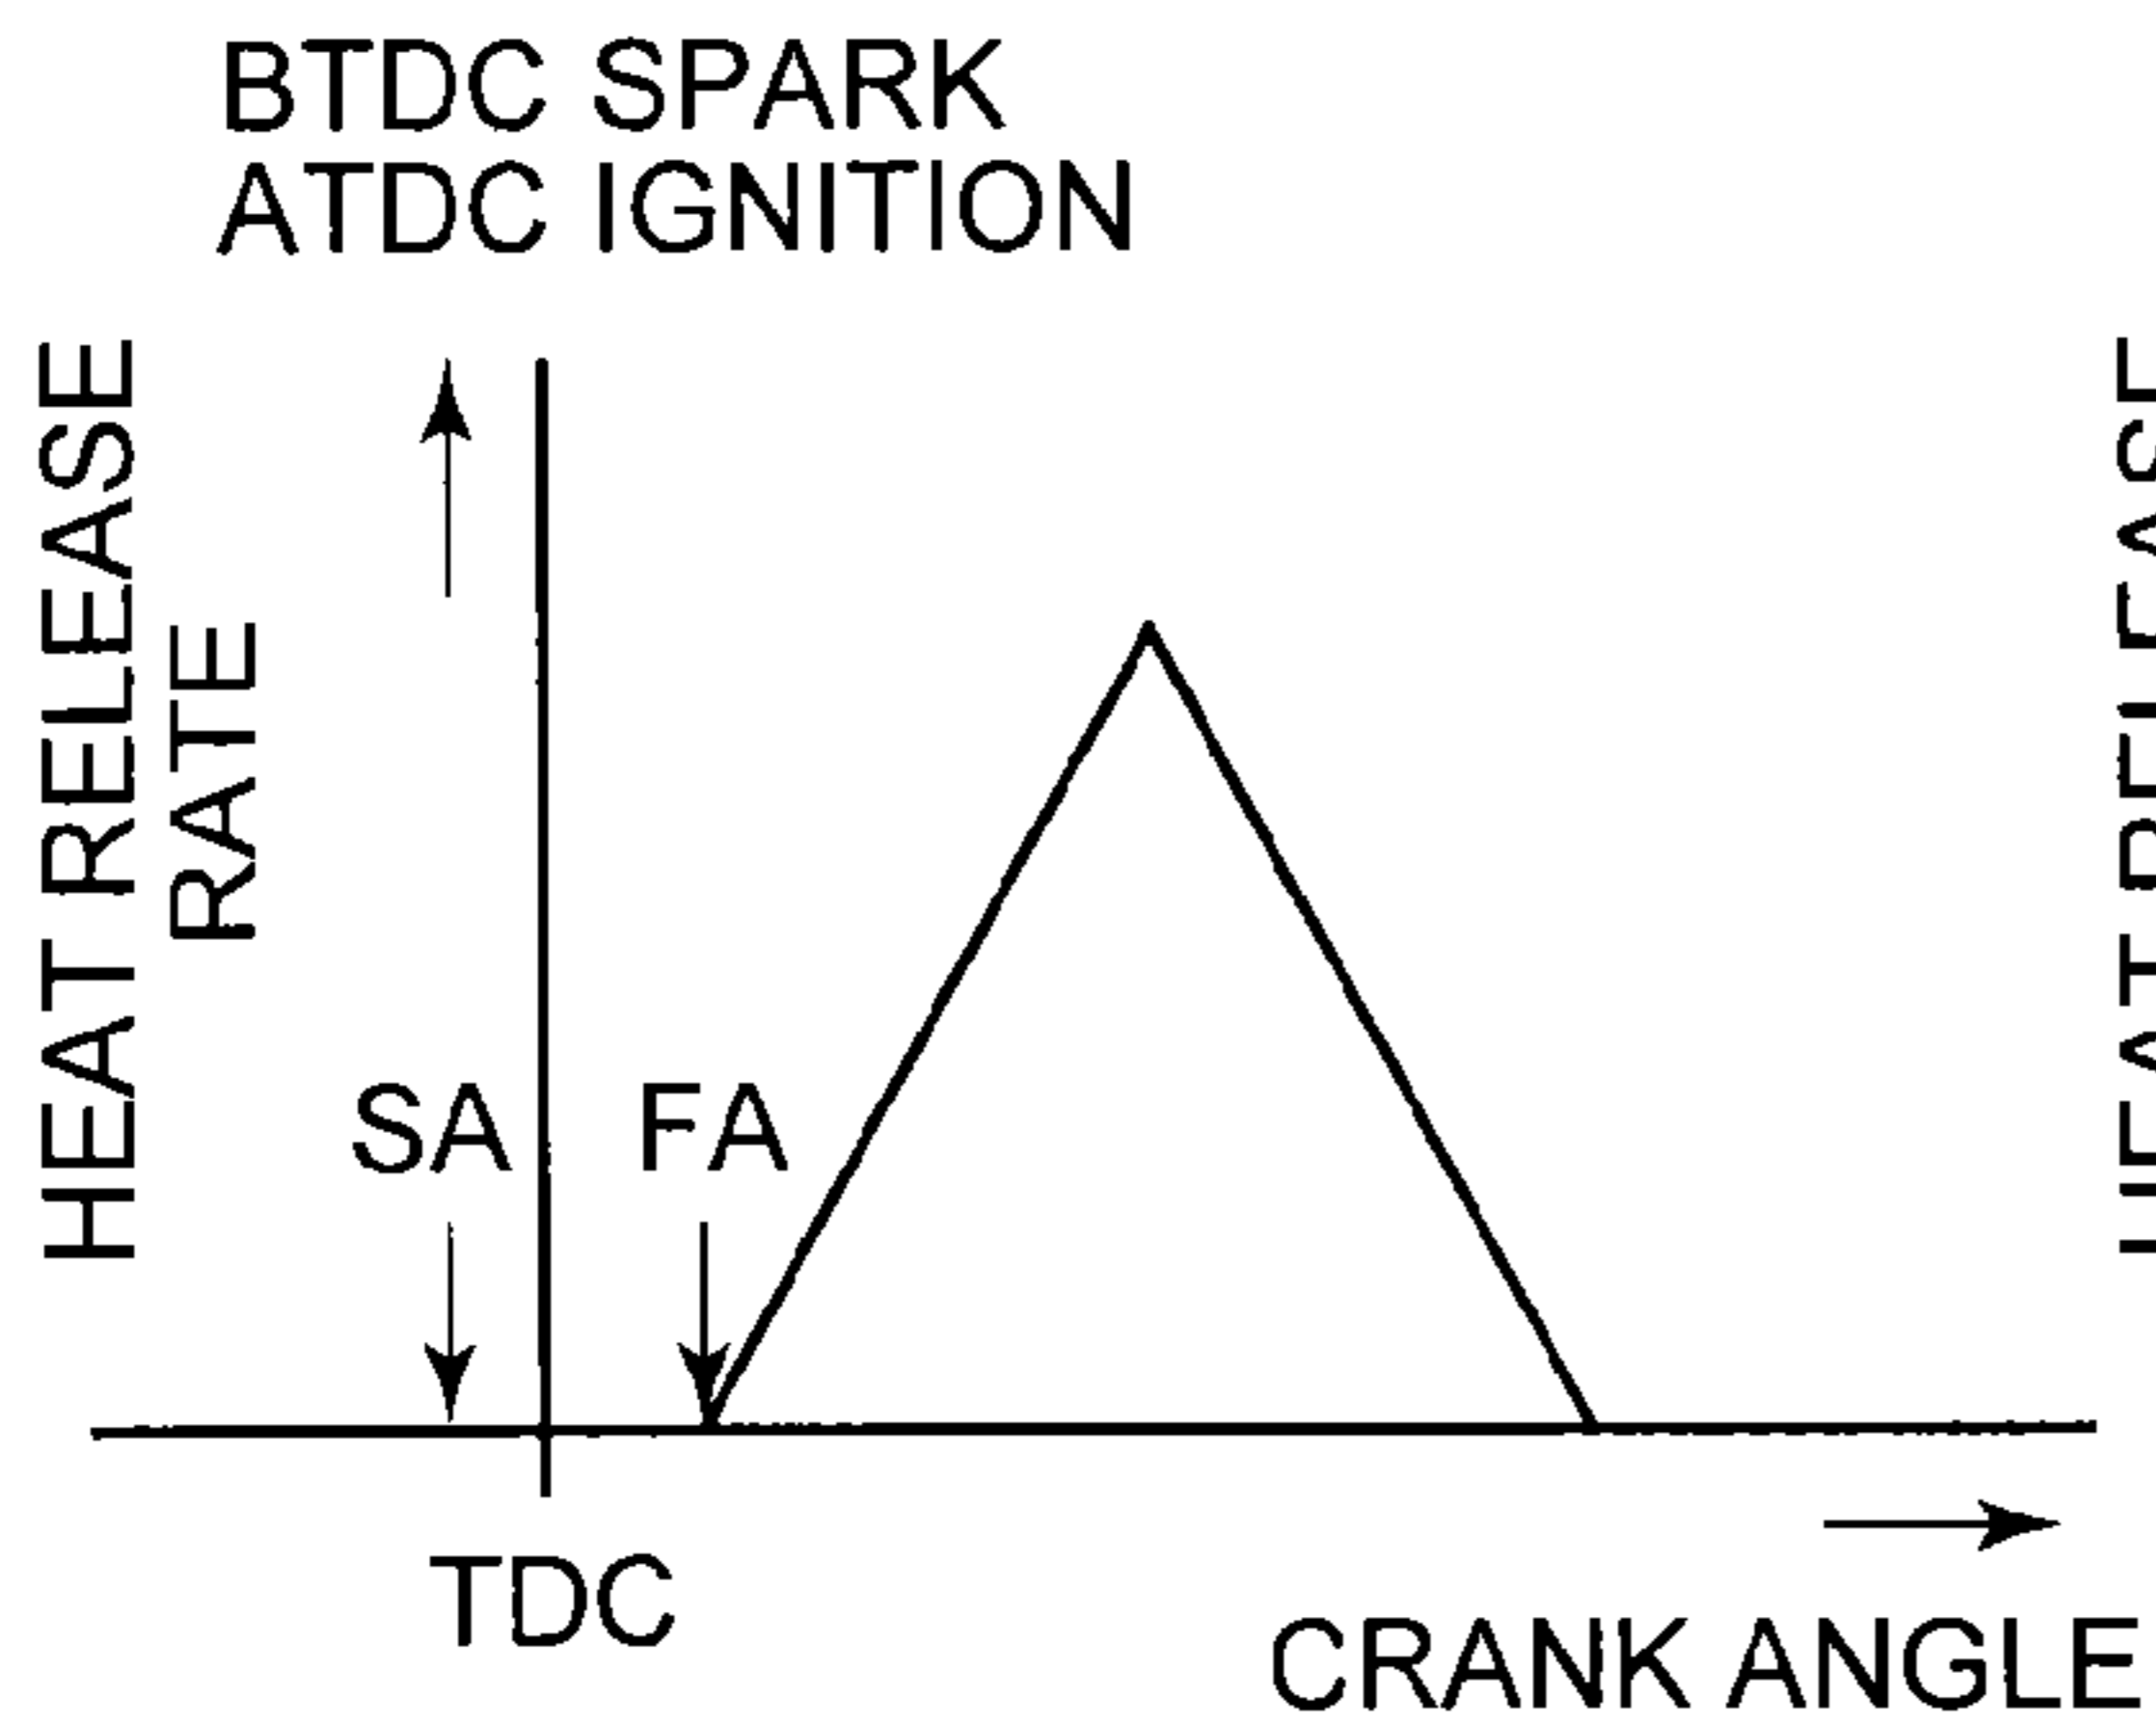 BTDC SPARK
ATDC IGNITION
HEAT RELEASE
RATE
SA
FA
TDC
CRANK ANGLE